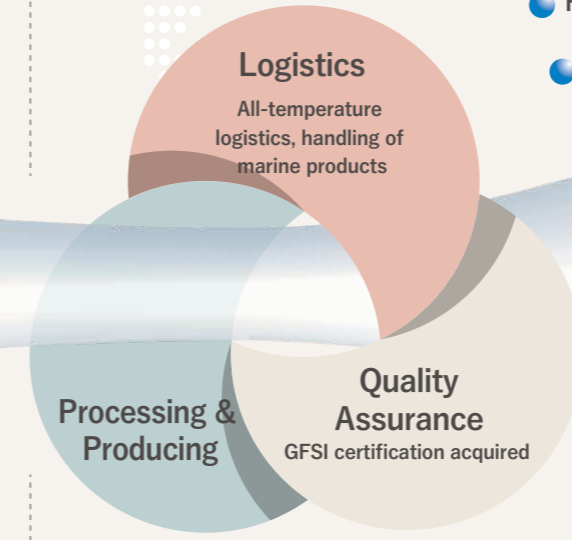 Logistics
All-temperature
logistics, handling of
marine products
Processing &
Producing
Quality
Assurance
GFSI certification acquired